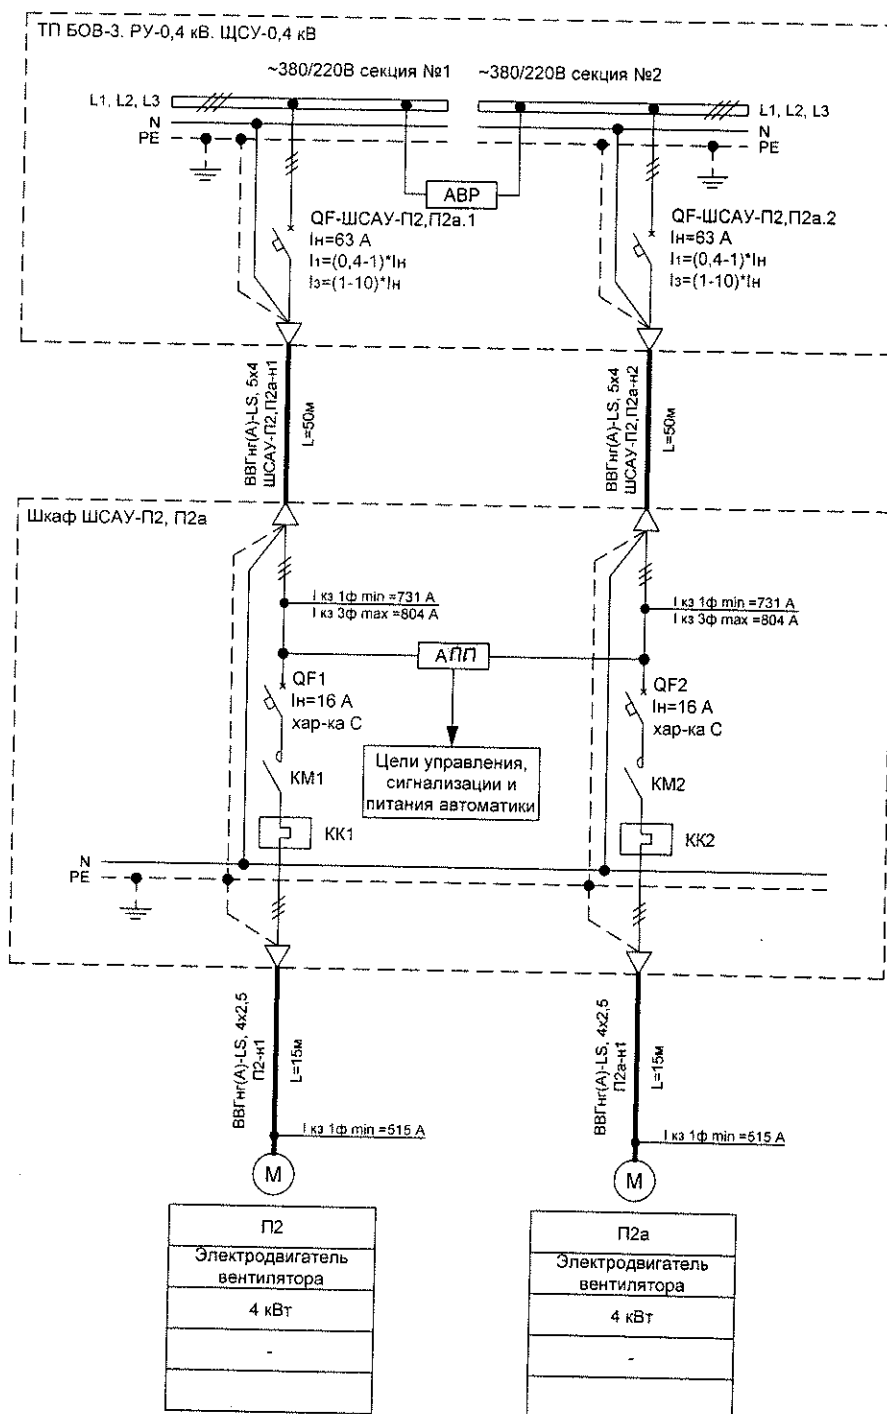 ТП БОВ-3. РУ-0,4 кВ. ЩСУ-0,4 кВ
~380/220В секция №1
~380/220В секция №2
L1, L2, L3
N
PE
L1, L2, L3
N
PE
АВР
QF-ШСАУ-П2,П2а.1
Iн=63 А
I1=(0,4-1)*Iн
I3=(1-10)*Iн
QF-ШСАУ-П2,П2а.2
Iн=63 А
I1=(0,4-1)*Iн
I3=(1-10)*Iн
ВВГнг(А)-LS, 5x4
ШСАУ-П2,П2а-н1
L=50м
ВВГнг(А)-LS, 5x4
ШСАУ-П2,П2а-н2
L=50м
Шкаф ШСАУ-П2, П2а
I кз 1ф min =731 А
I кз 3ф max =804 А
I кз 1ф min =731 А
I кз 3ф max =804 А
АПП
QF1
Iн=16 А
хар-ка С
QF2
Iн=16 А
хар-ка С
Цепи управления,
сигнализации и
питания автоматики
КМ1
КМ2
КК1
КК2
N
PE
ВВГнг(А)-LS, 4x2,5
П2-н1
L=15м
ВВГнг(А)-LS, 4x2,5
П2а-н1
L=15м
I кз 1ф min =515 А
I кз 1ф min =515 А
М
М
П2
Электродвигатель
вентилятора
4 кВт
-
П2а
Электродвигатель
вентилятора
4 кВт
-